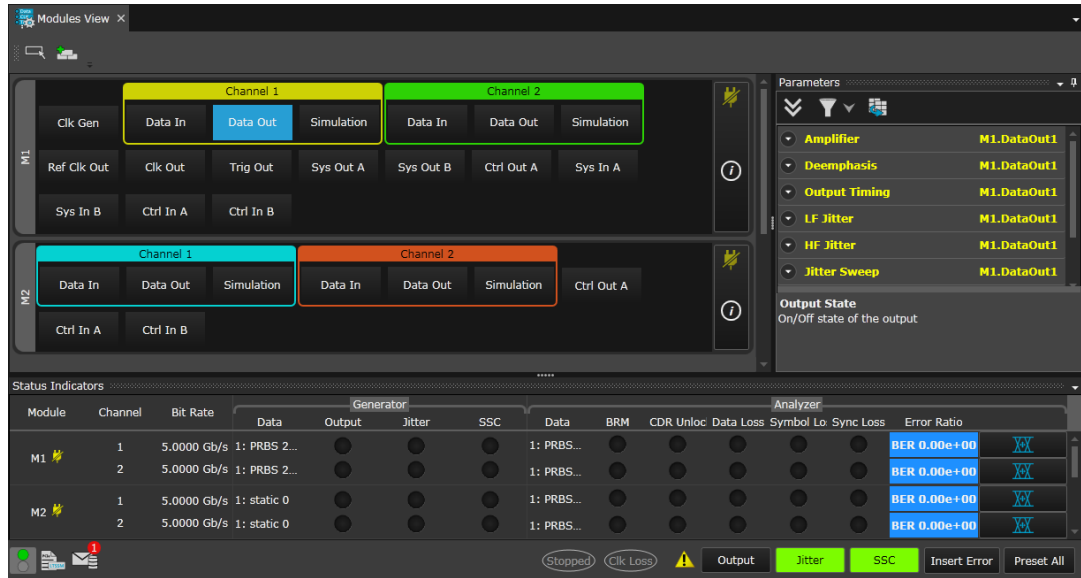 Modules View ×
Parameters
M1
Channel 1
Channel 2
Clk Gen Data In Data Out Simulation Data In Data Out Simulation
Ref Clk Out Clk Out Trig Out Sys Out A Sys Out B Ctrl Out A Sys In A
Sys In B Ctrl In A Ctrl In B
M2
Channel 1
Channel 2
Data In Data Out Simulation Data In Data Out Simulation Ctrl Out A
Ctrl In A Ctrl In B
Amplifier M1.DataOut1
Deemphasis M1.DataOut1
Output Timing M1.DataOut1
LF Jitter M1.DataOut1
HF Jitter M1.DataOut1
Jitter Sweep M1.DataOut1
Output State
On/Off state of the output
Status Indicators
Generator Analyzer
Module Channel Bit Rate Data Output Jitter SSC Data BRM CDR Unloc Data Loss Symbol Lo: Sync Loss Error Ratio
M1
1 5.0000 Gb/s 1: PRBS 2... 1: PRBS... BER 0.00e+00
2 5.0000 Gb/s 1: PRBS 2... 1: PRBS... BER 0.00e+00
M2
1 5.0000 Gb/s 1: static 0 1: PRBS... BER 0.00e+00
2 5.0000 Gb/s 1: static 0 1: PRBS... BER 0.00e+00
1 Stopped Clk Loss Output Jitter SSC Insert Error Preset All